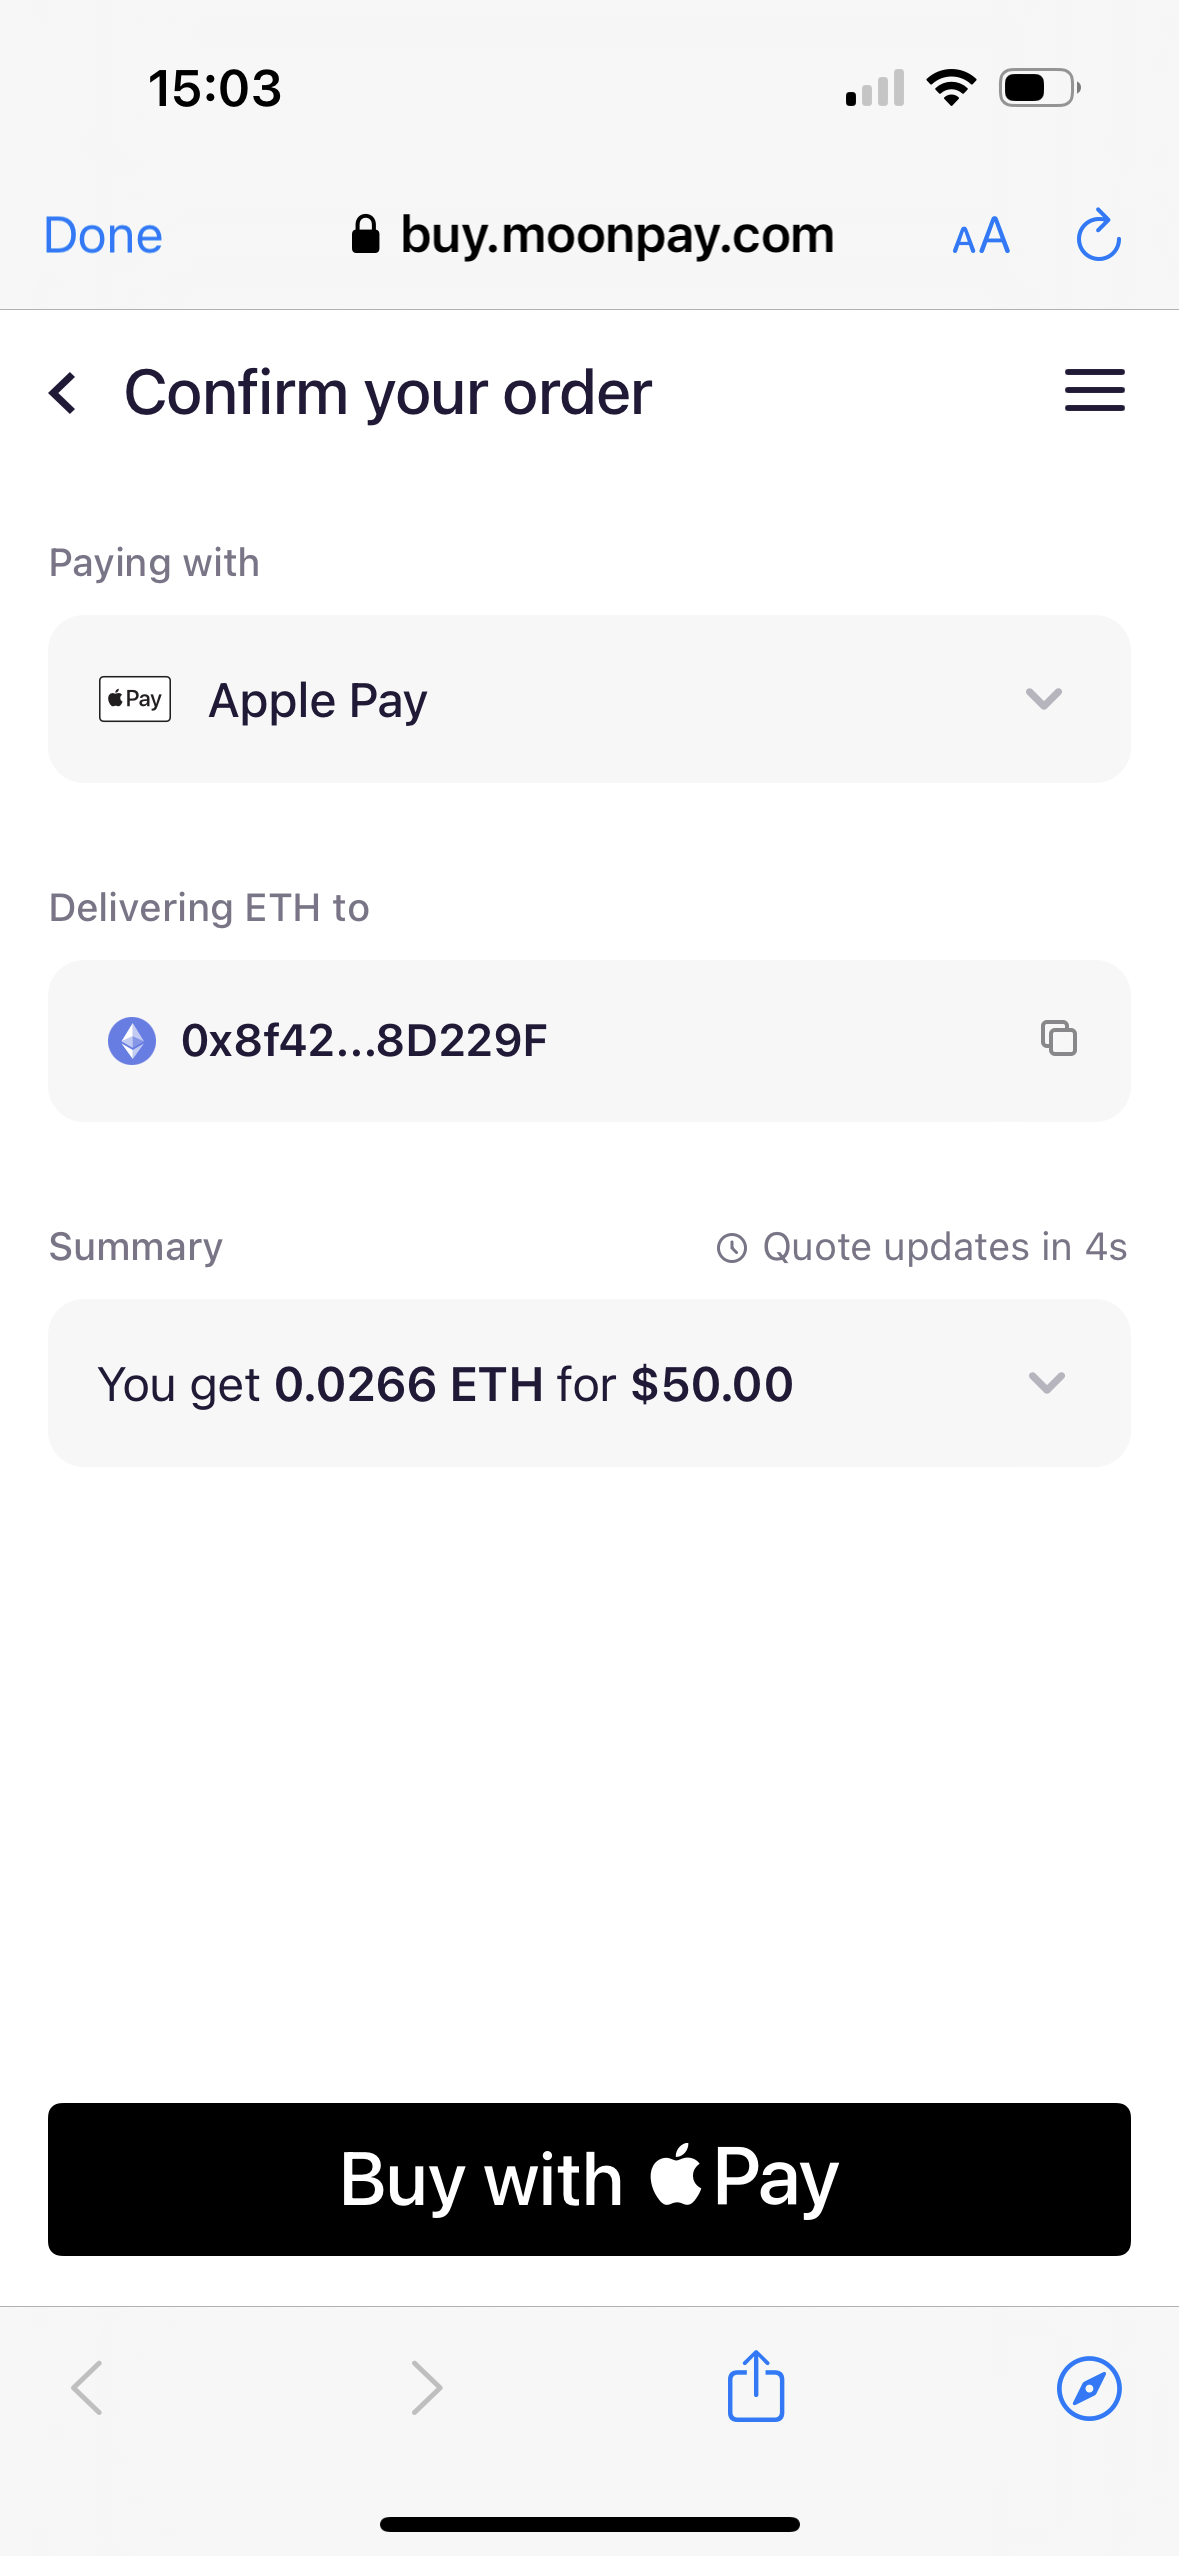 15:03
Done buy.moonpay.com AA
Confirm your order
Paying with
Pay Apple Pay
Delivering ETH to
0x8f42...8D229F
Summary Quote updates in 4s
You get 0.0266 ETH for $50.00
Buy with Pay